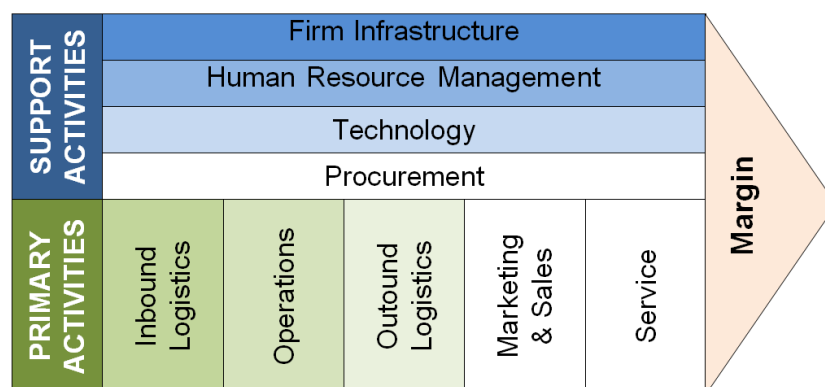 SUPPORT
ACTIVITIES
Firm Infrastructure
Human Resource Management
Technology
Procurement
PRIMARY
ACTIVITIES
Inbound
Logistics
Operations
Outound
Logistics
Marketing
& Sales
Service
Margin